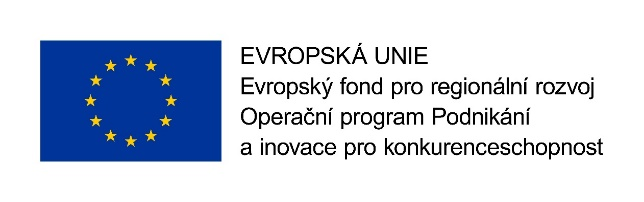 EVROPSKÁ UNIE
Evropský fond pro regionální rozvoj
Operační program Podnikání
a inovace pro konkurenceschopnost